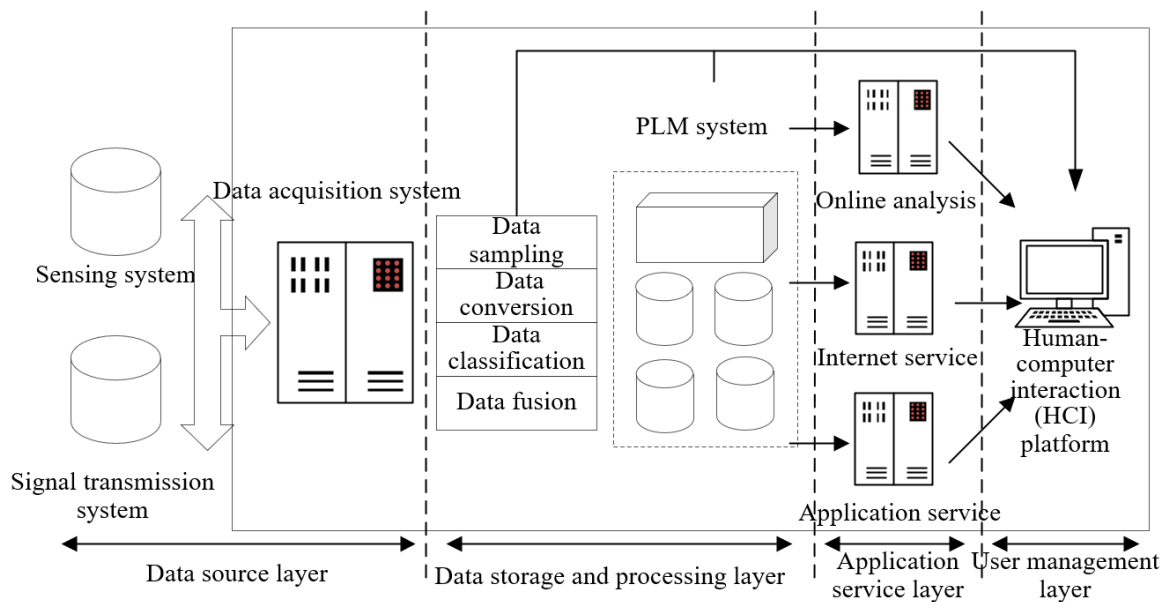 Sensing system
Signal transmission
system
Data acquisition system
Data
sampling
Data
conversion
Data
classification
Data fusion
PLM system
Online analysis
Internet service
Application service
Human-
computer
interaction
(HCI)
platform
Data source layer
Data storage and processing layer
Application
service layer
User management
layer